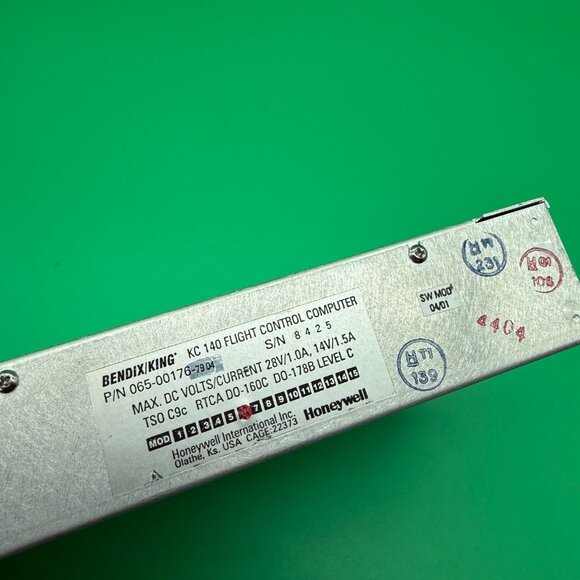 BENDIX/KING® KC 140 FLIGHT CONTROL COMPUTER
P/N 065-00176-7904 S/N 8425
MAX. DC VOLTS/CURRENT 28V/1.0A, 14V/1.5A
TSO C9c RTCA DO-160C DO-178B LEVEL C
MOD 1 2 3 4 5 7 8 9 10 11 12 13 14 15
Honeywell International Inc. Honeywell
Olathe, Ks. USA CAGE 22373
SW MOD
04/01
231
108
4404
T1
139